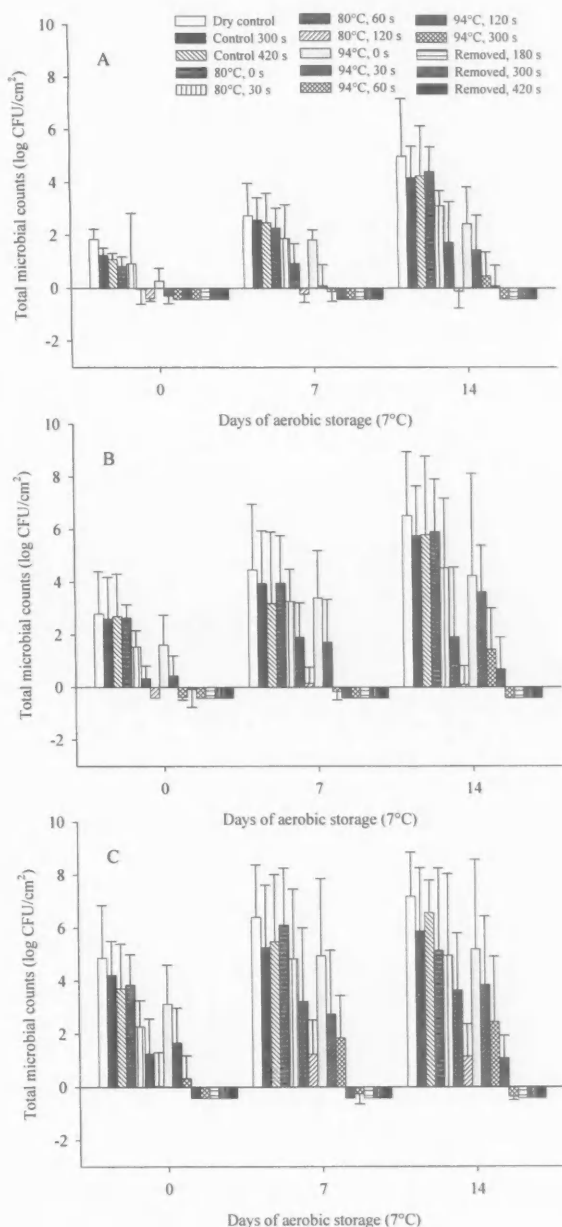 Dry control
Control 300 s
Control 420 s
80°C, 0 s
80°C, 30 s
80°C, 60 s
80°C, 120 s
94°C, 0 s
94°C, 30 s
94°C, 60 s
94°C, 120 s
94°C, 300 s
Removed, 180 s
Removed, 300 s
Removed, 420 s
A
Total microbial counts (log CFU/cm²)
10
8
6
4
2
0
-2
0
7
14
Days of aerobic storage (7°C)
B
Total microbial counts (log CFU/cm²)
10
8
6
4
2
0
-2
0
7
14
Days of aerobic storage (7°C)
C
Total microbial counts (log CFU/cm²)
10
8
6
4
2
0
-2
0
7
14
Days of aerobic storage (7°C)